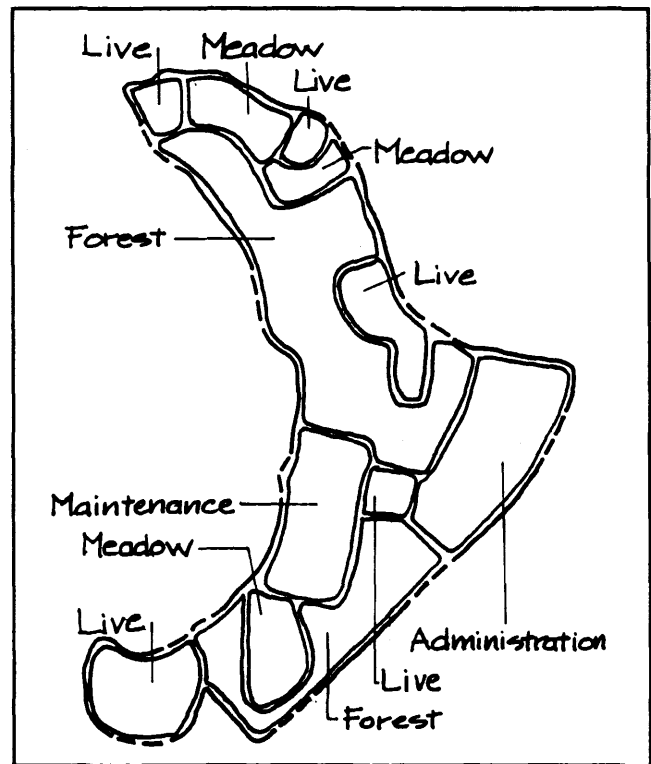 Live
Meadow
Live
Meadow
Forest
Live
Maintenance
Meadow
Live
Administration
Live
Forest